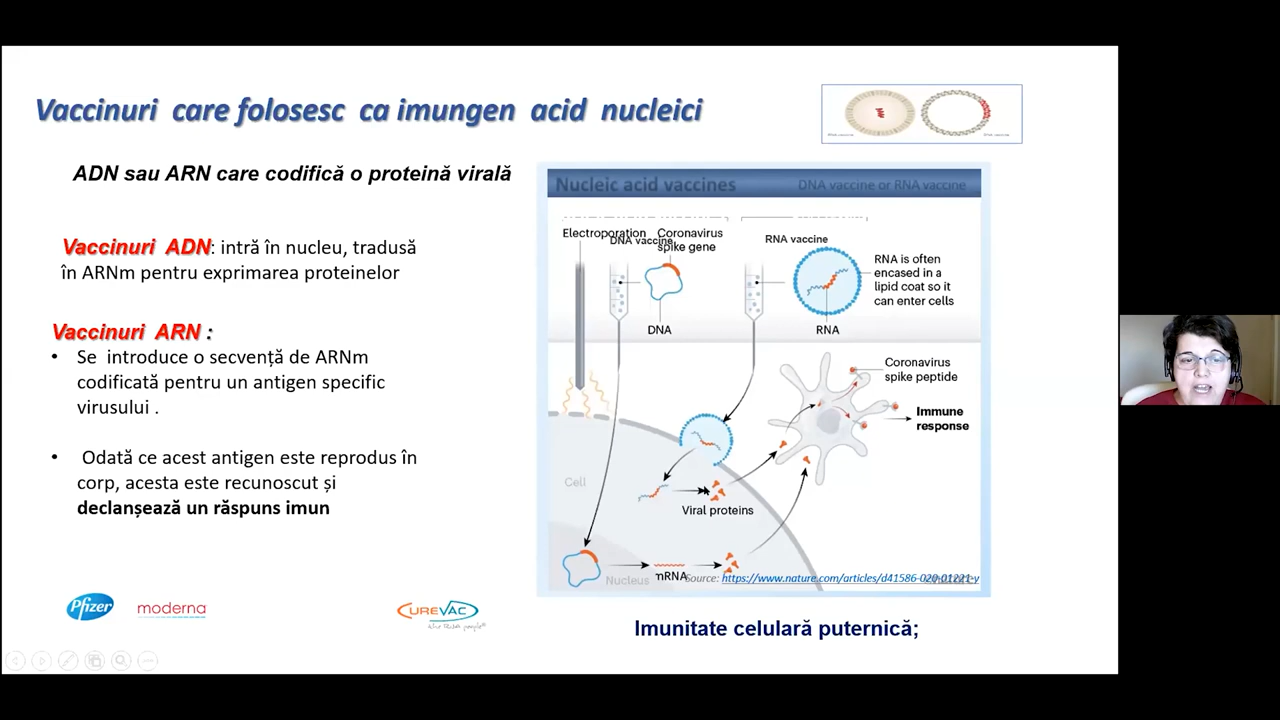 Vaccinuri care folosesc ca imungen acid nucleici
ADN sau ARN care codifică o proteină virală
Vaccinuri ADN: intră în nucleu, tradusă
în ARNm pentru exprimarea proteinelor
Vaccinuri ARN :
• Se introduce o secvență de ARNm
codificată pentru un antigen specific
virusului .
• Odată ce acest antigen este reprodus în
corp, acesta este recunoscut și
declanșează un răspuns imun
Pfizer
moderna
CUREVAC
Nucleic acid vaccines
DNA vaccine or RNA vaccine
Electroporation
DNA vaccine
Coronavirus
spike gene
DNA
RNA vaccine
RNA is often
encased in a
lipid coat so it
can enter cells
RNA
Coronavirus
spike peptide
Immune
response
Cell
Viral proteins
Nucleus
mRNA
Source: https://www.nature.com/articles/d41586-020-01221-y
Imunitate celulară puternică;